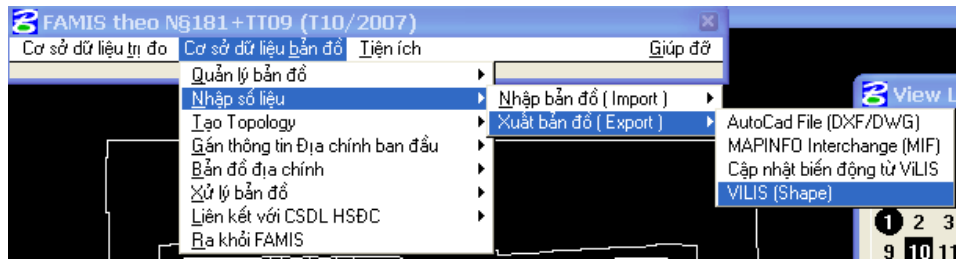 FAMIS theo N§181+TT09 (T10/2007)
Cơ sở dữ liệu trị đo Cơ sở dữ liệu bản đồ Tiện ích Giúp đỡ
Quản lý bản đồ
Nhập số liệu
Tạo Topology
Gán thông tin Địa chính ban đầu
Bản đồ địa chính
Xử lý bản đồ
Liên kết với CSDL HSĐC
Ra khỏi FAMIS
Nhập bản đồ ( Import )
Xuất bản đồ ( Export )
AutoCad File (DXF/DWG)
MAPINFO Interchange (MIF)
Cập nhật biến động từ ViLIS
VILIS (Shape)
View L
1 2 3
9 10 11